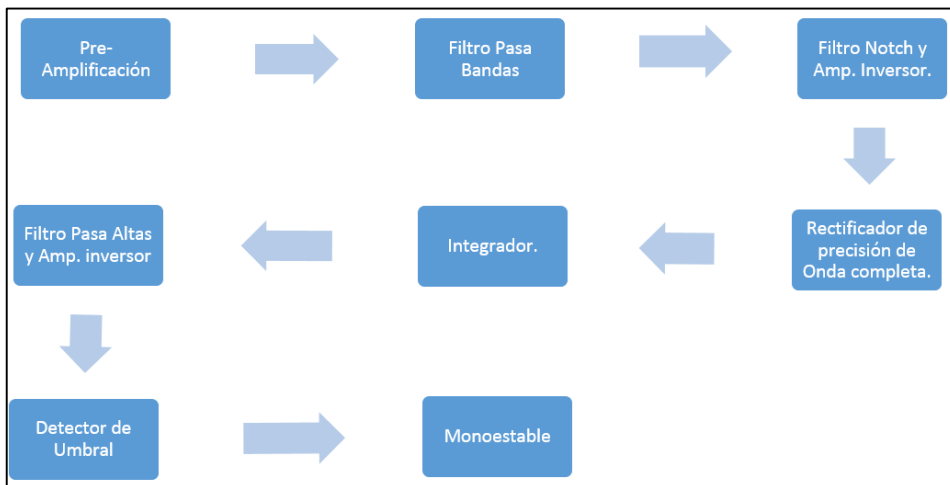 Pre-
Amplificación
Filtro Pasa
Bandas
Filtro Notch y
Amp. Inversor.
Rectificador de
precisión de
Onda completa.
Integrador.
Filtro Pasa Altas
y Amp. inversor
Detector de
Umbral
Monoestable